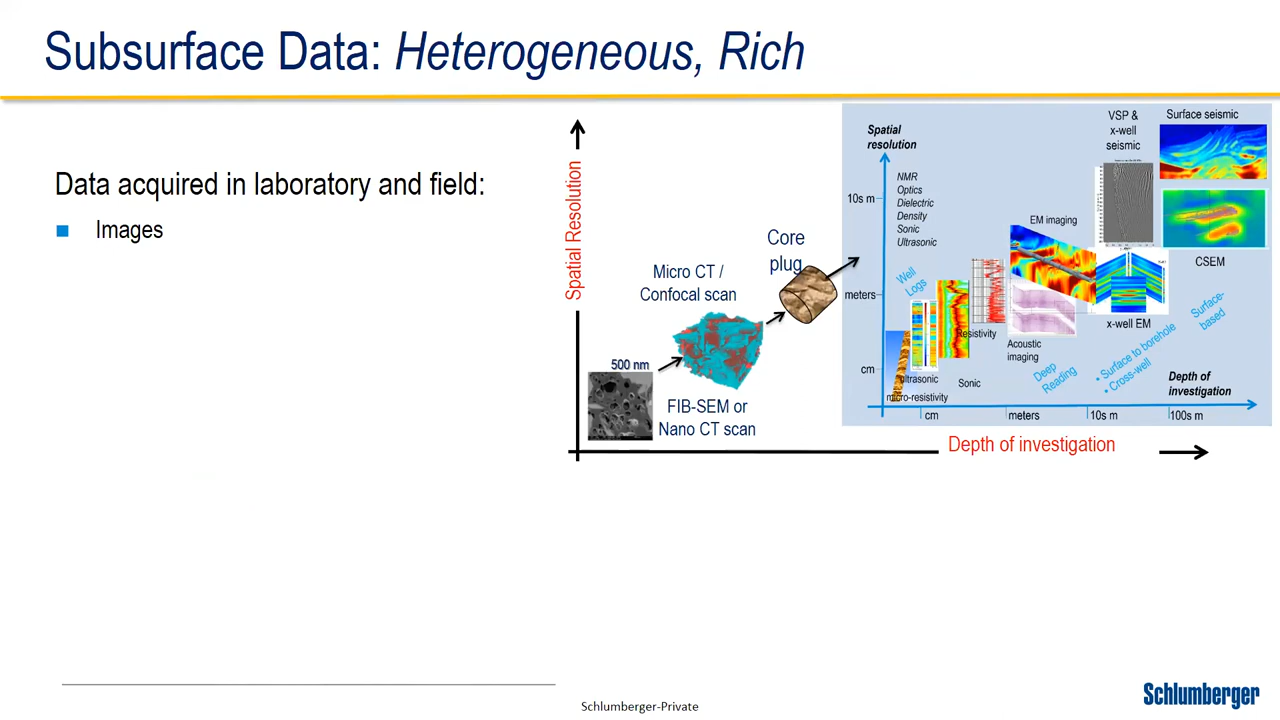 Subsurface Data: Heterogeneous, Rich
Data acquired in laboratory and field:
Images
Spatial Resolution
500 nm
FIB-SEM or
Nano CT scan
Micro CT /
Confocal scan
Core
plug
Depth of investigation
Spatial
resolution
10s m
meters
cm
NMR
Optics
Dielectric
Density
Sonic
Ultrasonic
Well
Logs
ultrasonic
micro-resistivity
Sonic
Resistivity
EM imaging
Acoustic
imaging
Deep
Reading
VSP &
x-well
seismic
Surface seismic
CSEM
x-well EM
• Surface to borehole
• Cross-well
Surface-
based
Depth of
investigation
cm
meters
10s m
100s m
Schlumberger-Private
Schlumberger